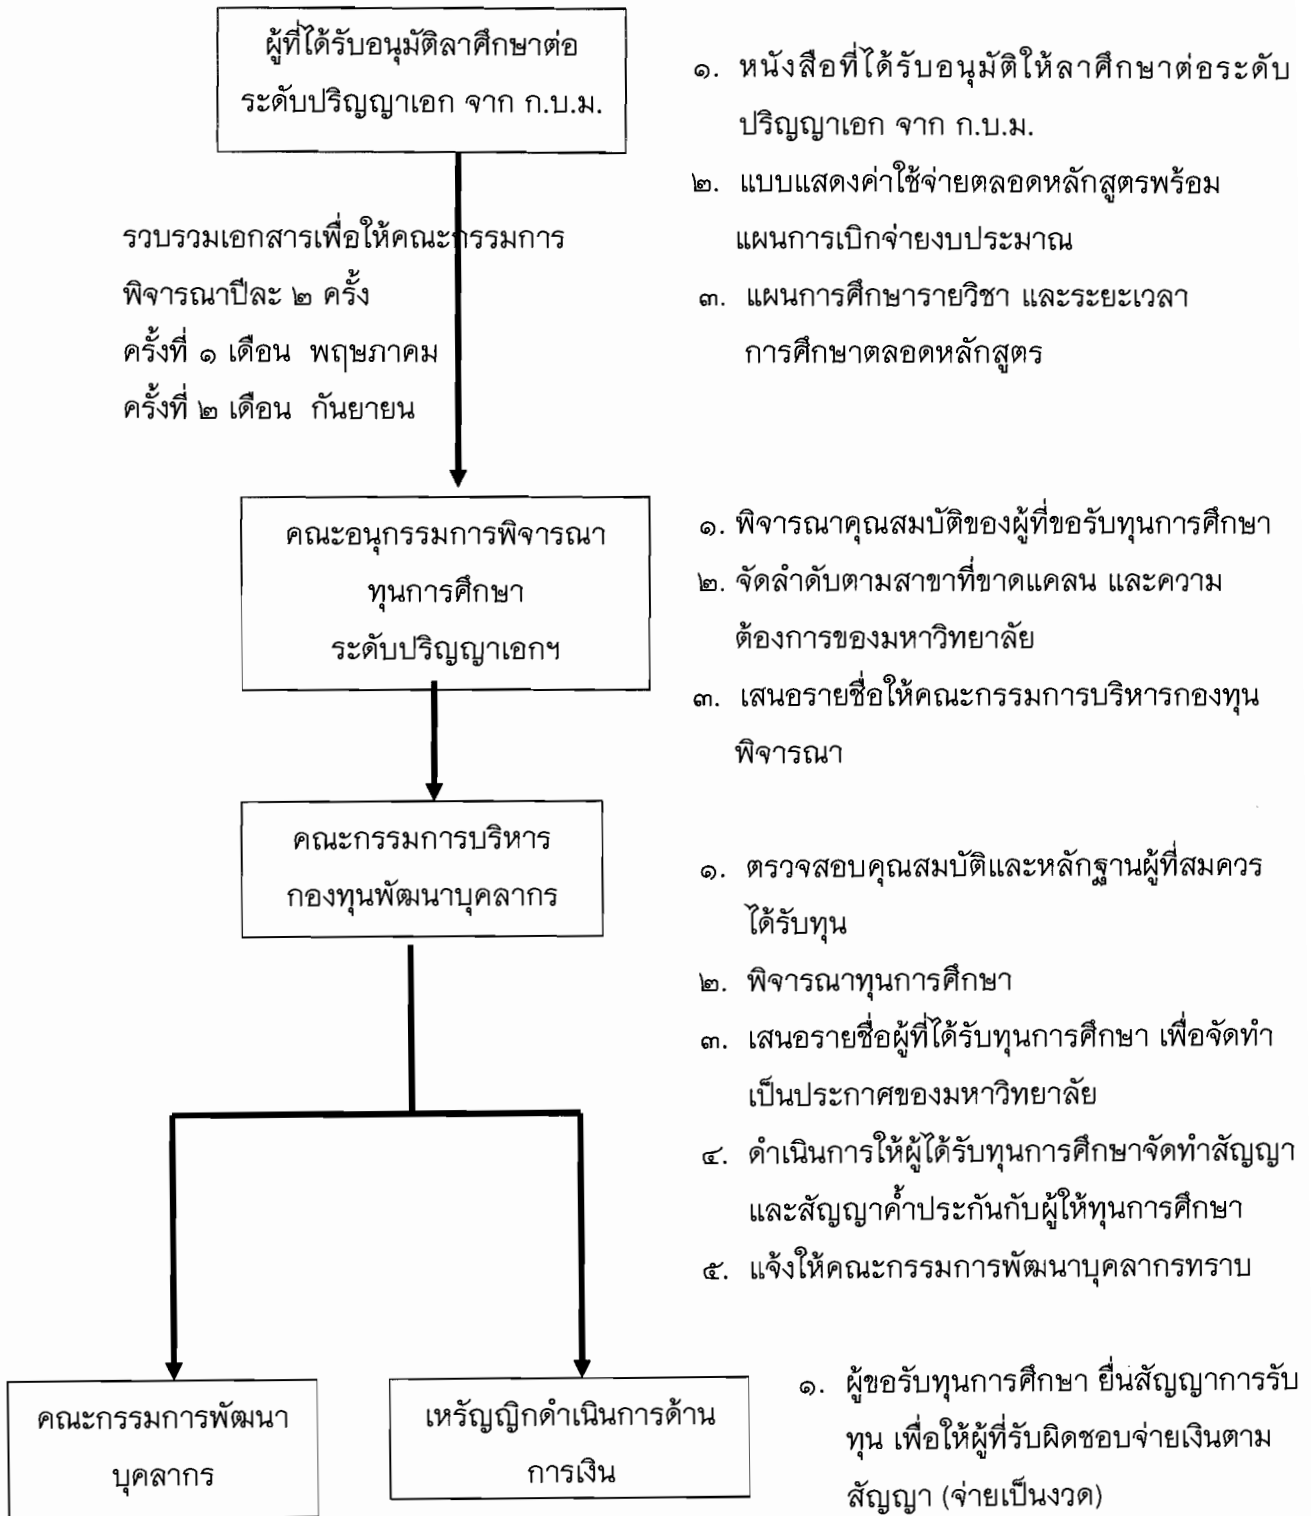 ผู้ที่ได้รับอนุมัติลาศึกษาต่อ
ระดับปริญญาเอก จาก ก.บ.ม.
๑. หนังสือที่ได้รับอนุมัติให้ลาศึกษาต่อระดับ
ปริญญาเอก จาก ก.บ.ม.
๒. แบบแสดงค่าใช้จ่ายตลอดหลักสูตรพร้อม
แผนการเบิกจ่ายงบประมาณ
๓. แผนการศึกษารายวิชา และระยะเวลา
การศึกษาตลอดหลักสูตร
รวบรวมเอกสารเพื่อให้คณะกรรมการ
พิจารณาปีละ ๒ ครั้ง
ครั้งที่ ๑ เดือน พฤษภาคม
ครั้งที่ ๒ เดือน กันยายน
คณะอนุกรรมการพิจารณา
ทุนการศึกษา
ระดับปริญญาเอกฯ
๑. พิจารณาคุณสมบัติของผู้ที่ขอรับทุนการศึกษา
๒. จัดลำดับตามสาขาที่ขาดแคลน และความ
ต้องการของมหาวิทยาลัย
๓. เสนอรายชื่อให้คณะกรรมการบริหารกองทุน
พิจารณา
คณะกรรมการบริหาร
กองทุนพัฒนาบุคลากร
๑. ตรวจสอบคุณสมบัติและหลักฐานผู้ที่สมควร
ได้รับทุน
๒. พิจารณาทุนการศึกษา
๓. เสนอรายชื่อผู้ที่ได้รับทุนการศึกษา เพื่อจัดทำ
เป็นประกาศของมหาวิทยาลัย
๔. ดำเนินการให้ผู้ได้รับทุนการศึกษาจัดทำสัญญา
และสัญญาค้ำประกันกับผู้ให้ทุนการศึกษา
๕. แจ้งให้คณะกรรมการพัฒนาบุคลากรทราบ
คณะกรรมการพัฒนา
บุคลากร
เหรัญญิกดำเนินการด้าน
การเงิน
๑. ผู้ขอรับทุนการศึกษา ยื่นสัญญาการรับ
ทุน เพื่อให้ผู้ที่รับผิดชอบจ่ายเงินตาม
สัญญา (จ่ายเป็นงวด)